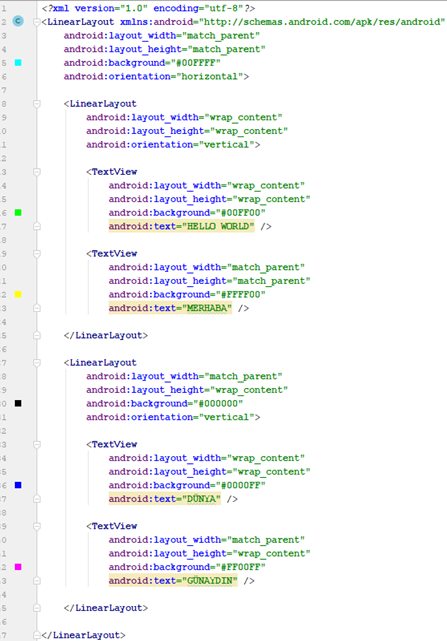 <?xml version="1.0" encoding="utf-8"?>
<LinearLayout xmlns:android="http://schemas.android.com/apk/res/android"
    android:layout_width="match_parent"
    android:layout_height="match_parent"
    android:background="#00FFFF"
    android:orientation="horizontal">

    <LinearLayout
        android:layout_width="wrap_content"
        android:layout_height="wrap_content"
        android:orientation="vertical">

        <TextView
            android:layout_width="wrap_content"
            android:layout_height="wrap_content"
            android:background="#00FF00"
            android:text="HELLO WORLD" />

        <TextView
            android:layout_width="match_parent"
            android:layout_height="match_parent"
            android:background="#FFFF00"
            android:text="MERHABA" />

    </LinearLayout>

    <LinearLayout
        android:layout_width="match_parent"
        android:layout_height="wrap_content"
        android:background="#000000"
        android:orientation="vertical">

        <TextView
            android:layout_width="wrap_content"
            android:layout_height="wrap_content"
            android:background="#0000FF"
            android:text="DÜNYA" />

        <TextView
            android:layout_width="match_parent"
            android:layout_height="wrap_content"
            android:background="#FF00FF"
            android:text="GÜNAYDIN" />

    </LinearLayout>

</LinearLayout>